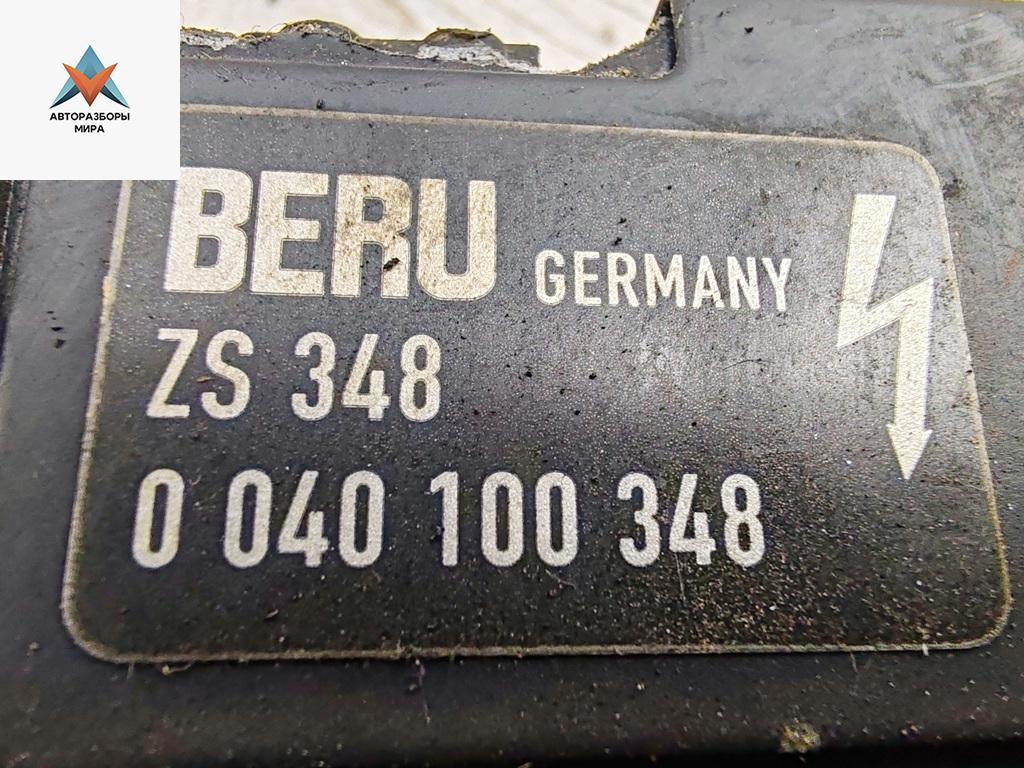 АВТОРАЗБОРЫ
МИРА
BERU GERMANY
ZS 348
0 040 100 348